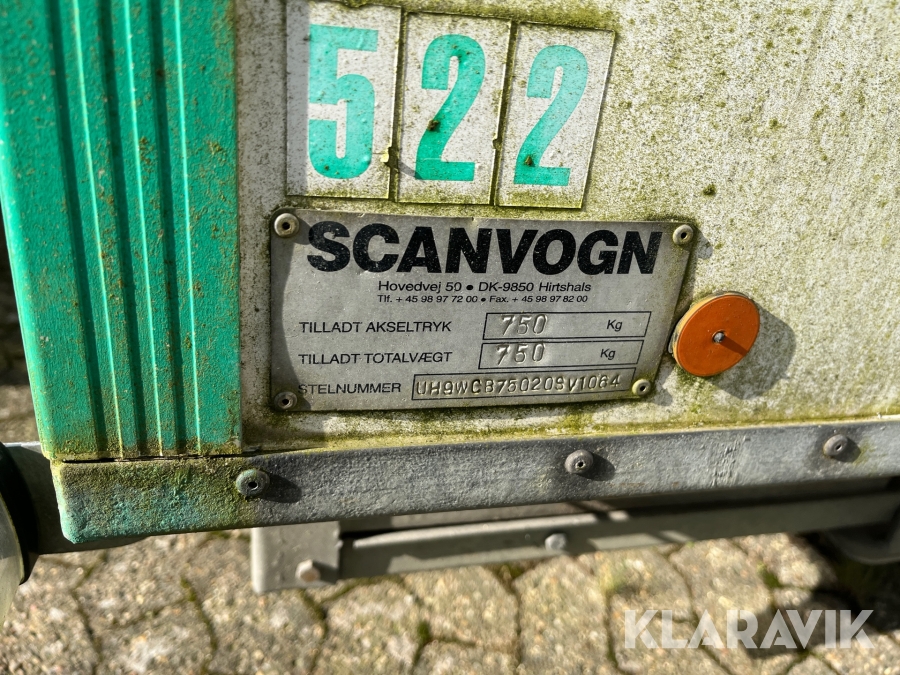 522
SCANVOGN
Hovedvej 50 • DK-9850 Hirtshals
Tlf. + 45 98 97 72 00 • Fax. + 45 98 97 82 00
TILLADT AKSELTRYK 750 Kg
TILLADT TOTALVÆGT 750 Kg
STELNUMMER UH9WC8750209V1084
KLARAVIK